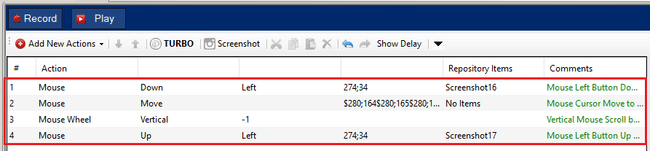 Record Play
Add New Actions TURBO Screenshot Show Delay
# Action Repository Items Comments
1 Mouse Down Left 274;34 Screenshot16 Mouse Left Button Do...
2 Mouse Move $280;164$280;165$280;1... No Items Mouse Cursor Move to ...
3 Mouse Wheel Vertical -1 Vertical Mouse Scroll b...
4 Mouse Up Left 274;34 Screenshot17 Mouse Left Button Up ...